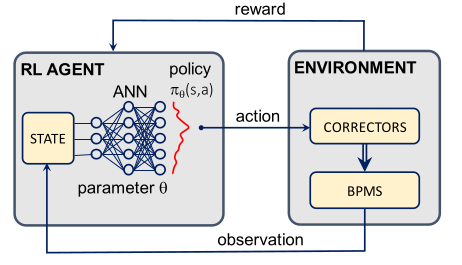 reward
RL AGENT
policy
ANN
πθ(s,a)
STATE
parameter θ
action
ENVIRONMENT
CORRECTORS
BPMS
observation